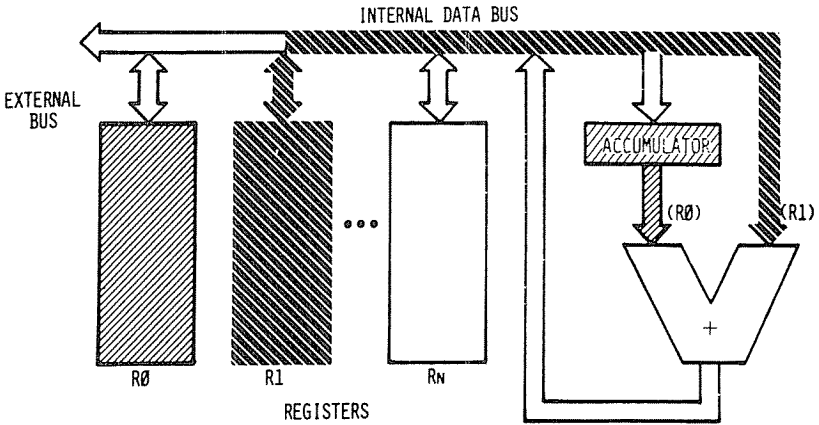 INTERNAL DATA BUS
EXTERNAL
BUS
ACCUMULATOR
(RØ)
(R1)
+
RØ
R1
RN
REGISTERS